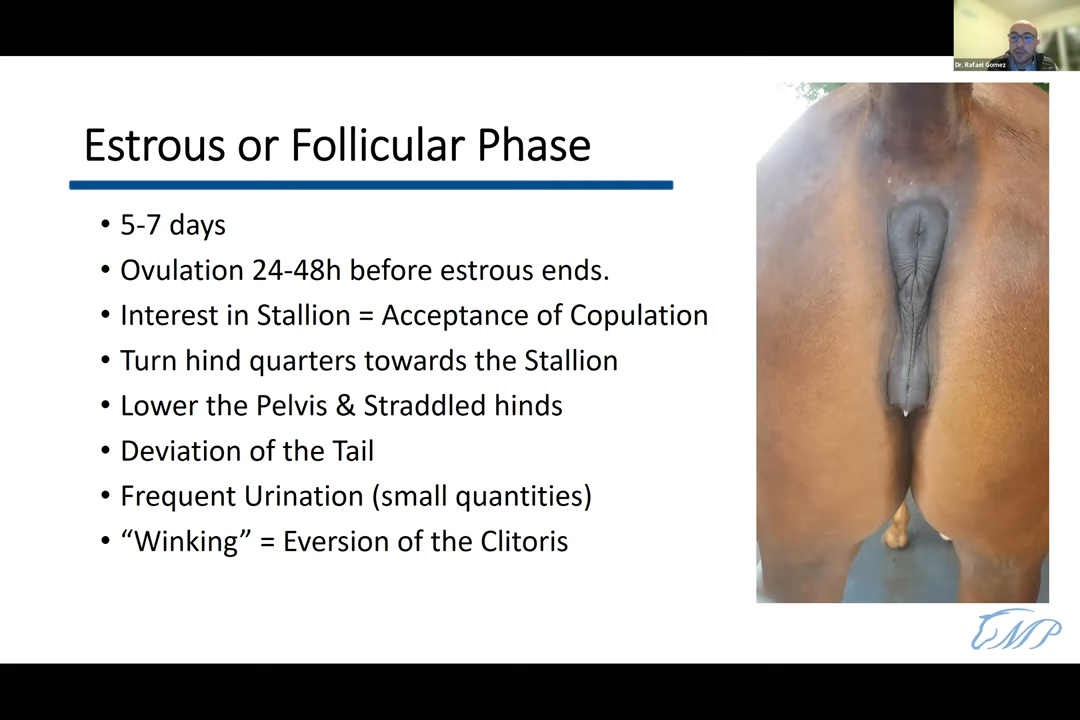 Dr. Rafael Gomez
Estrous or Follicular Phase
• 5-7 days
• Ovulation 24-48h before estrous ends.
• Interest in Stallion = Acceptance of Copulation
• Turn hind quarters towards the Stallion
• Lower the Pelvis & Straddled hinds
• Deviation of the Tail
• Frequent Urination (small quantities)
• “Winking” = Eversion of the Clitoris
MP